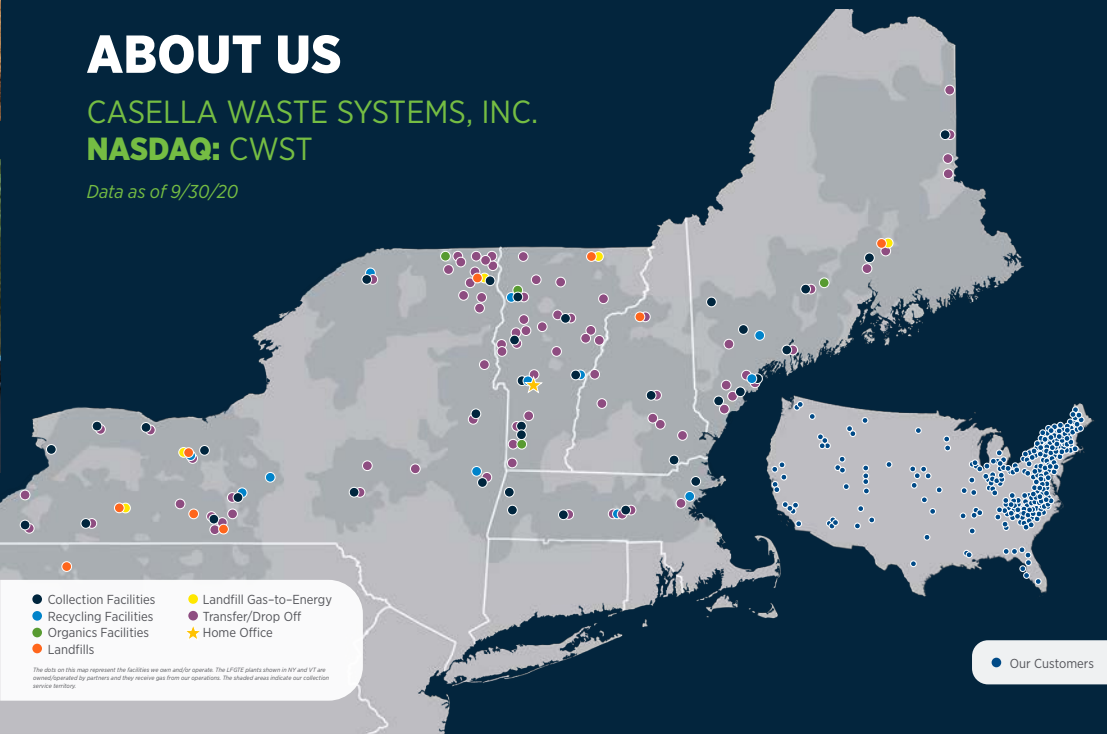 ABOUT US
CASELLA WASTE SYSTEMS, INC.
NASDAQ: CWST
Data as of 9/30/20
Collection Facilities
Recycling Facilities
Organics Facilities
Landfills
Landfill Gas–to–Energy
Transfer/Drop Off
Home Office
The dots on this map represent the facilities we own and/or operate. The LFGTE plants shown in NY and VT are
owned/operated by partners and they receive gas from our operations. The shaded areas indicate our collection
service territory.
Our Customers